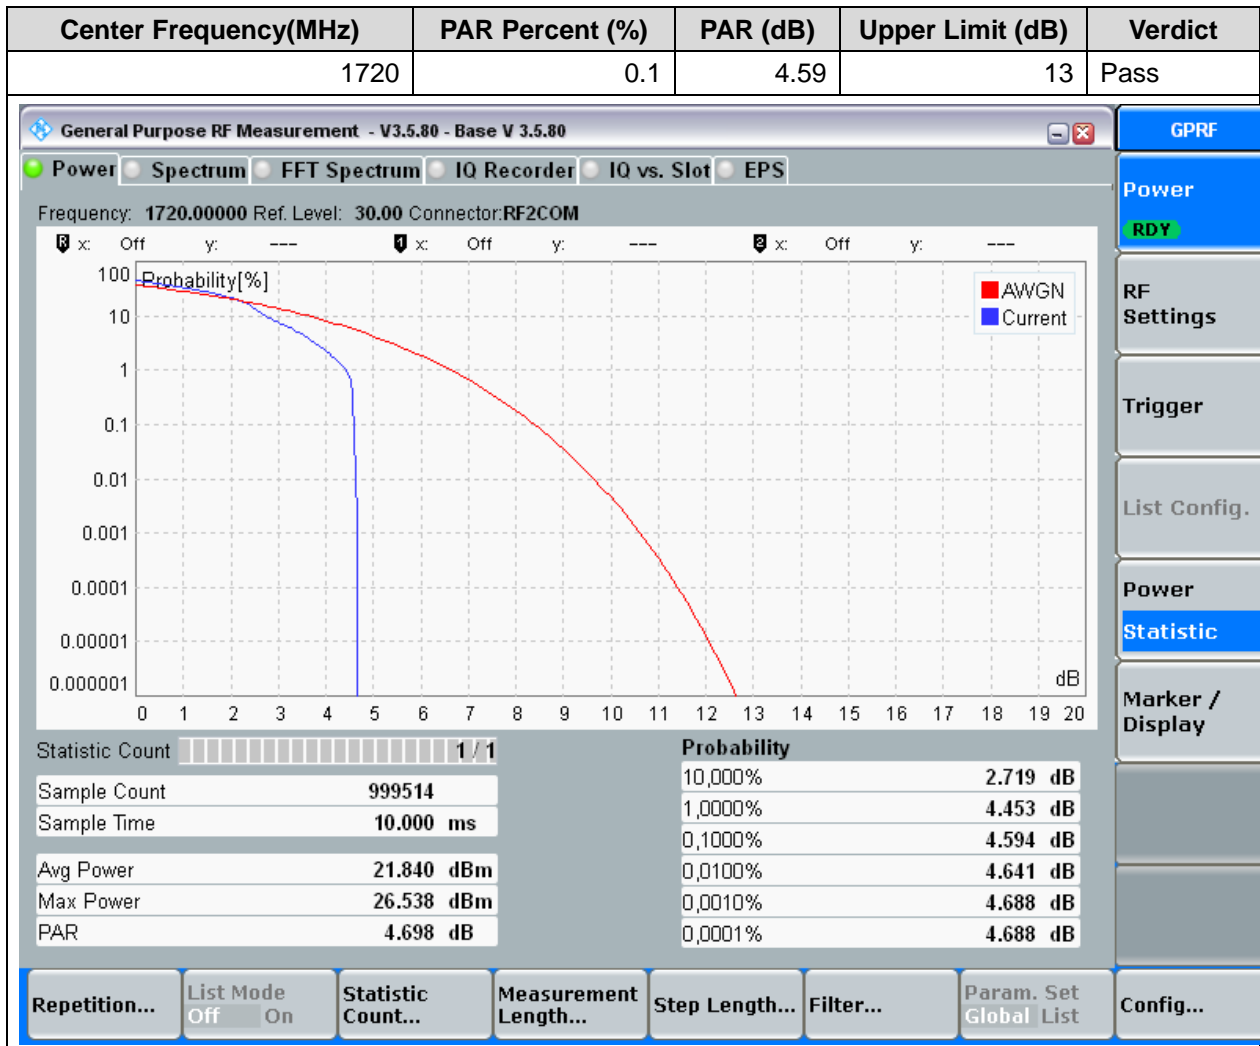 Center Frequency(MHz) PAR Percent (%) PAR (dB) Upper Limit (dB) Verdict
1720 0.1 4.59 13 Pass
General Purpose RF Measurement - V3.5.80 - Base V 3.5.80
GPRF
Power Spectrum FFT Spectrum IQ Recorder IQ vs. Slot EPS
Frequency: 1720.00000 Ref. Level: 30.00 Connector:RF2COM
R x: Off y: --- 1 x: Off y: --- 2 x: Off y: ---
Probability[%]
100
10
1
0.1
0.01
0.001
0.0001
0.00001
0.000001
AWGN
Current
dB
0 1 2 3 4 5 6 7 8 9 10 11 12 13 14 15 16 17 18 19 20
Statistic Count 1 / 1
Sample Count 999514
Sample Time 10.000 ms
Avg Power 21.840 dBm
Max Power 26.538 dBm
PAR 4.698 dB
Probability
10,000% 2.719 dB
1,0000% 4.453 dB
0,1000% 4.594 dB
0,0100% 4.641 dB
0,0010% 4.688 dB
0,0001% 4.688 dB
Power
RDY
RF
Settings
Trigger
List Config.
Power
Statistic
Marker /
Display
Repetition...
List Mode
Off On
Statistic
Count...
Measurement
Length...
Step Length...
Filter...
Param. Set
Global List
Config...